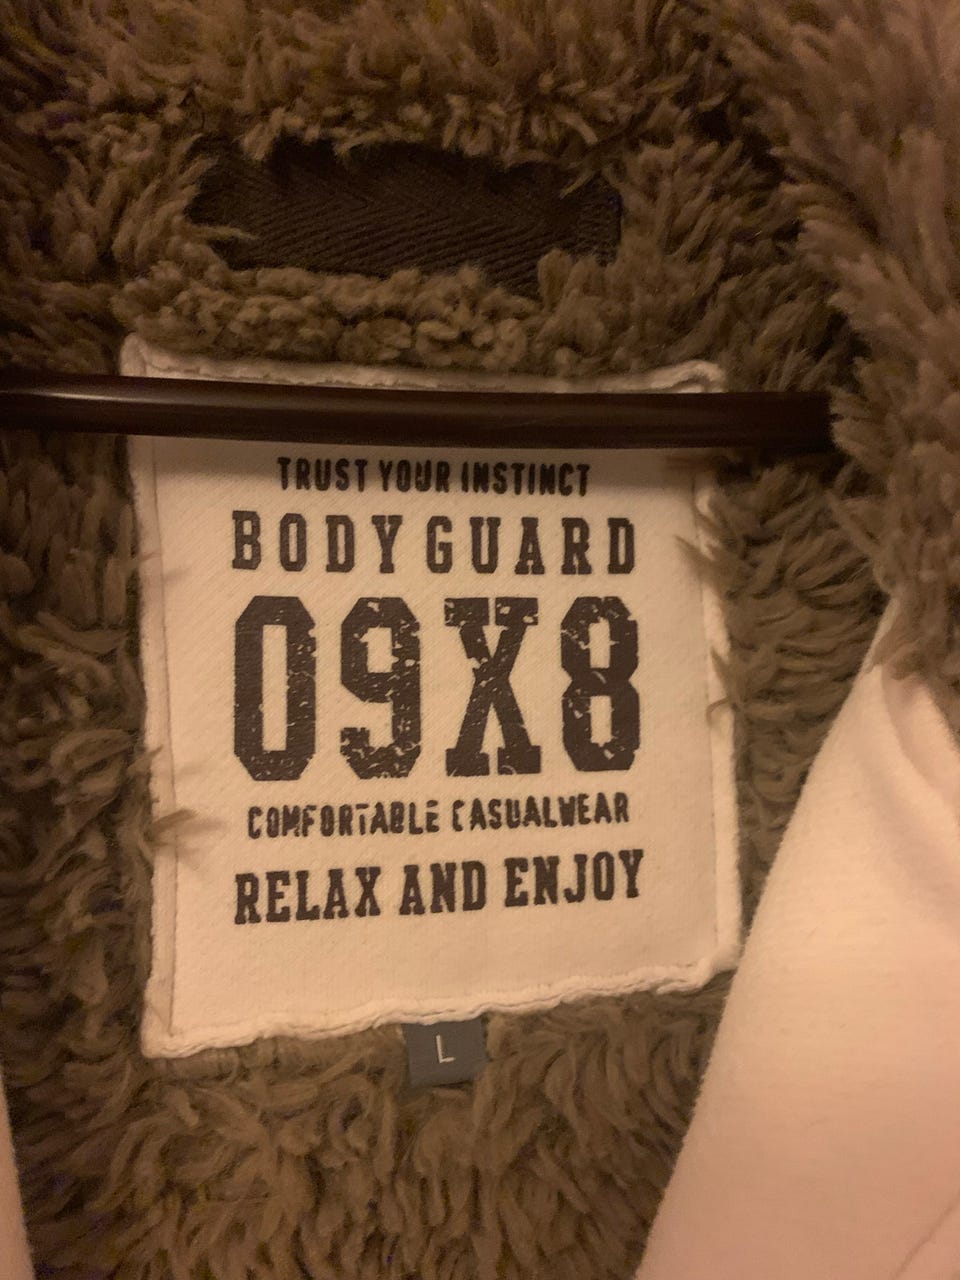 TRUST YOUR INSTINCT
BODYGUARD
09X8
COMFORTABLE CASUALWEAR
RELAX AND ENJOY
L